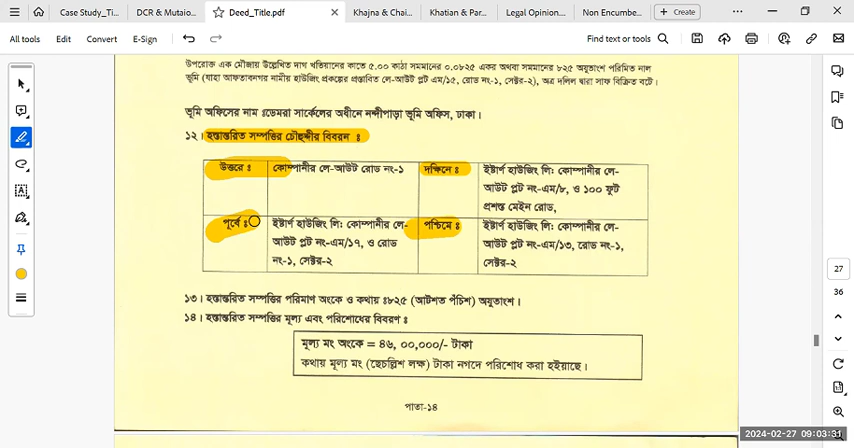 Case Study_Ti...
DCR & Mutaio...
Deed_Title.pdf
Khajna & Chai...
Khatian & Par...
Legal Opinion...
Non Encumbe...
Create
All tools
Edit
Convert
E-Sign
Find text or tools
উপরোক্ত এক মৌজায় উল্লেখিত দাগ খতিয়ানের কাতে ৫.০০ কাঠা সমমানের ০.০৮২৫ একর অথবা সমমানের ৮২৫ অযুতাংশ পরিমিত নাল
ভূমি (যাহা আফতাবনগর নামীয় হাউজিং প্রকল্পের প্রস্তাবিত লে-আউট প্লট এম/১৫, রোড নং-১, সেক্টর-২), অত্র দলিল দ্বারা সাফ বিক্রিত বটে।
ভূমি অফিসের নাম ঃডেমরা সার্কেলের অধীনে নন্দীপাড়া ভূমি অফিস, ঢাকা।
১২। হস্তান্তরিত সম্পত্তির চৌহদ্দীর বিবরন ঃ
উত্তরে ঃ
কোম্পানীর লে-আউট রোড নং-১
দক্ষিনে ঃ
ইষ্টার্ণ হাউজিং লি: কোম্পানীর লে-
আউট প্লট নং-এম/৮, ও ১০০ ফুট
প্রশস্ত মেইন রোড,
পূর্বে ঃ
ইষ্টার্ণ হাউজিং লি: কোম্পানীর লে-
আউট প্লট নং-এম/১৭, ও রোড
নং-১, সেক্টর-২
পশ্চিমে ঃ
ইষ্টার্ণ হাউজিং লি: কোম্পানীর লে-
আউট প্লট নং-এম/১৩, রোড নং-১,
সেক্টর-২
১৩। হস্তান্তরিত সম্পত্তির পরিমাণ অংকে ও কথায় ঃ৮২৫ (আটশত পঁচিশ) অযুতাংশ।
১৪। হস্তান্তরিত সম্পত্তির মূল্য এবং পরিশোধের বিবরণ ঃ
মূল্য মং অংকে = ৪৬, ০০,০০০/- টাকা
কথায় মূল্য মং (ছেচল্লিশ লক্ষ) টাকা নগদে পরিশোধ করা হইয়াছে।
পাতা-১৪
27
36
2024-02-27 09:03:31